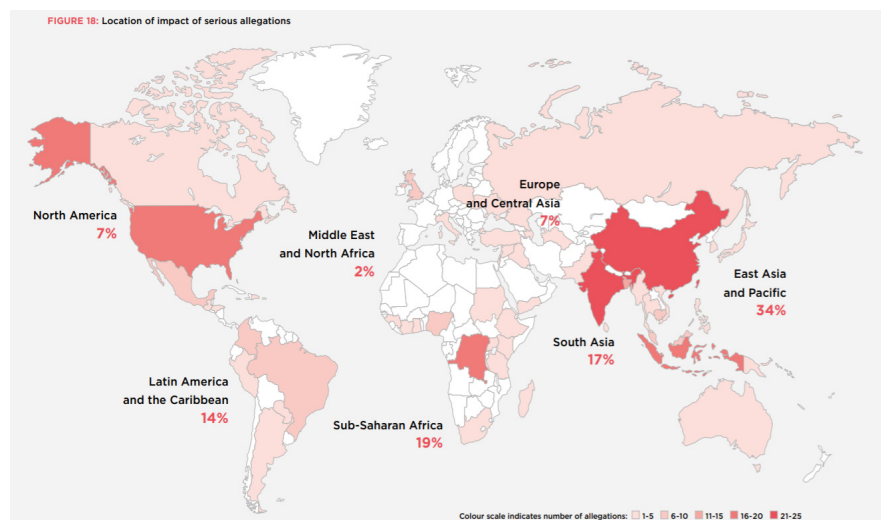 FIGURE 18: Location of impact of serious allegations
Europe
and Central Asia
7%
North America
7%
Middle East
and North Africa
2%
East Asia
and Pacific
34%
South Asia
17%
Latin America
and the Caribbean
14%
Sub-Saharan Africa
19%
Colour scale indicates number of allegations: 1-5 6-10 11-15 16-20 21-25